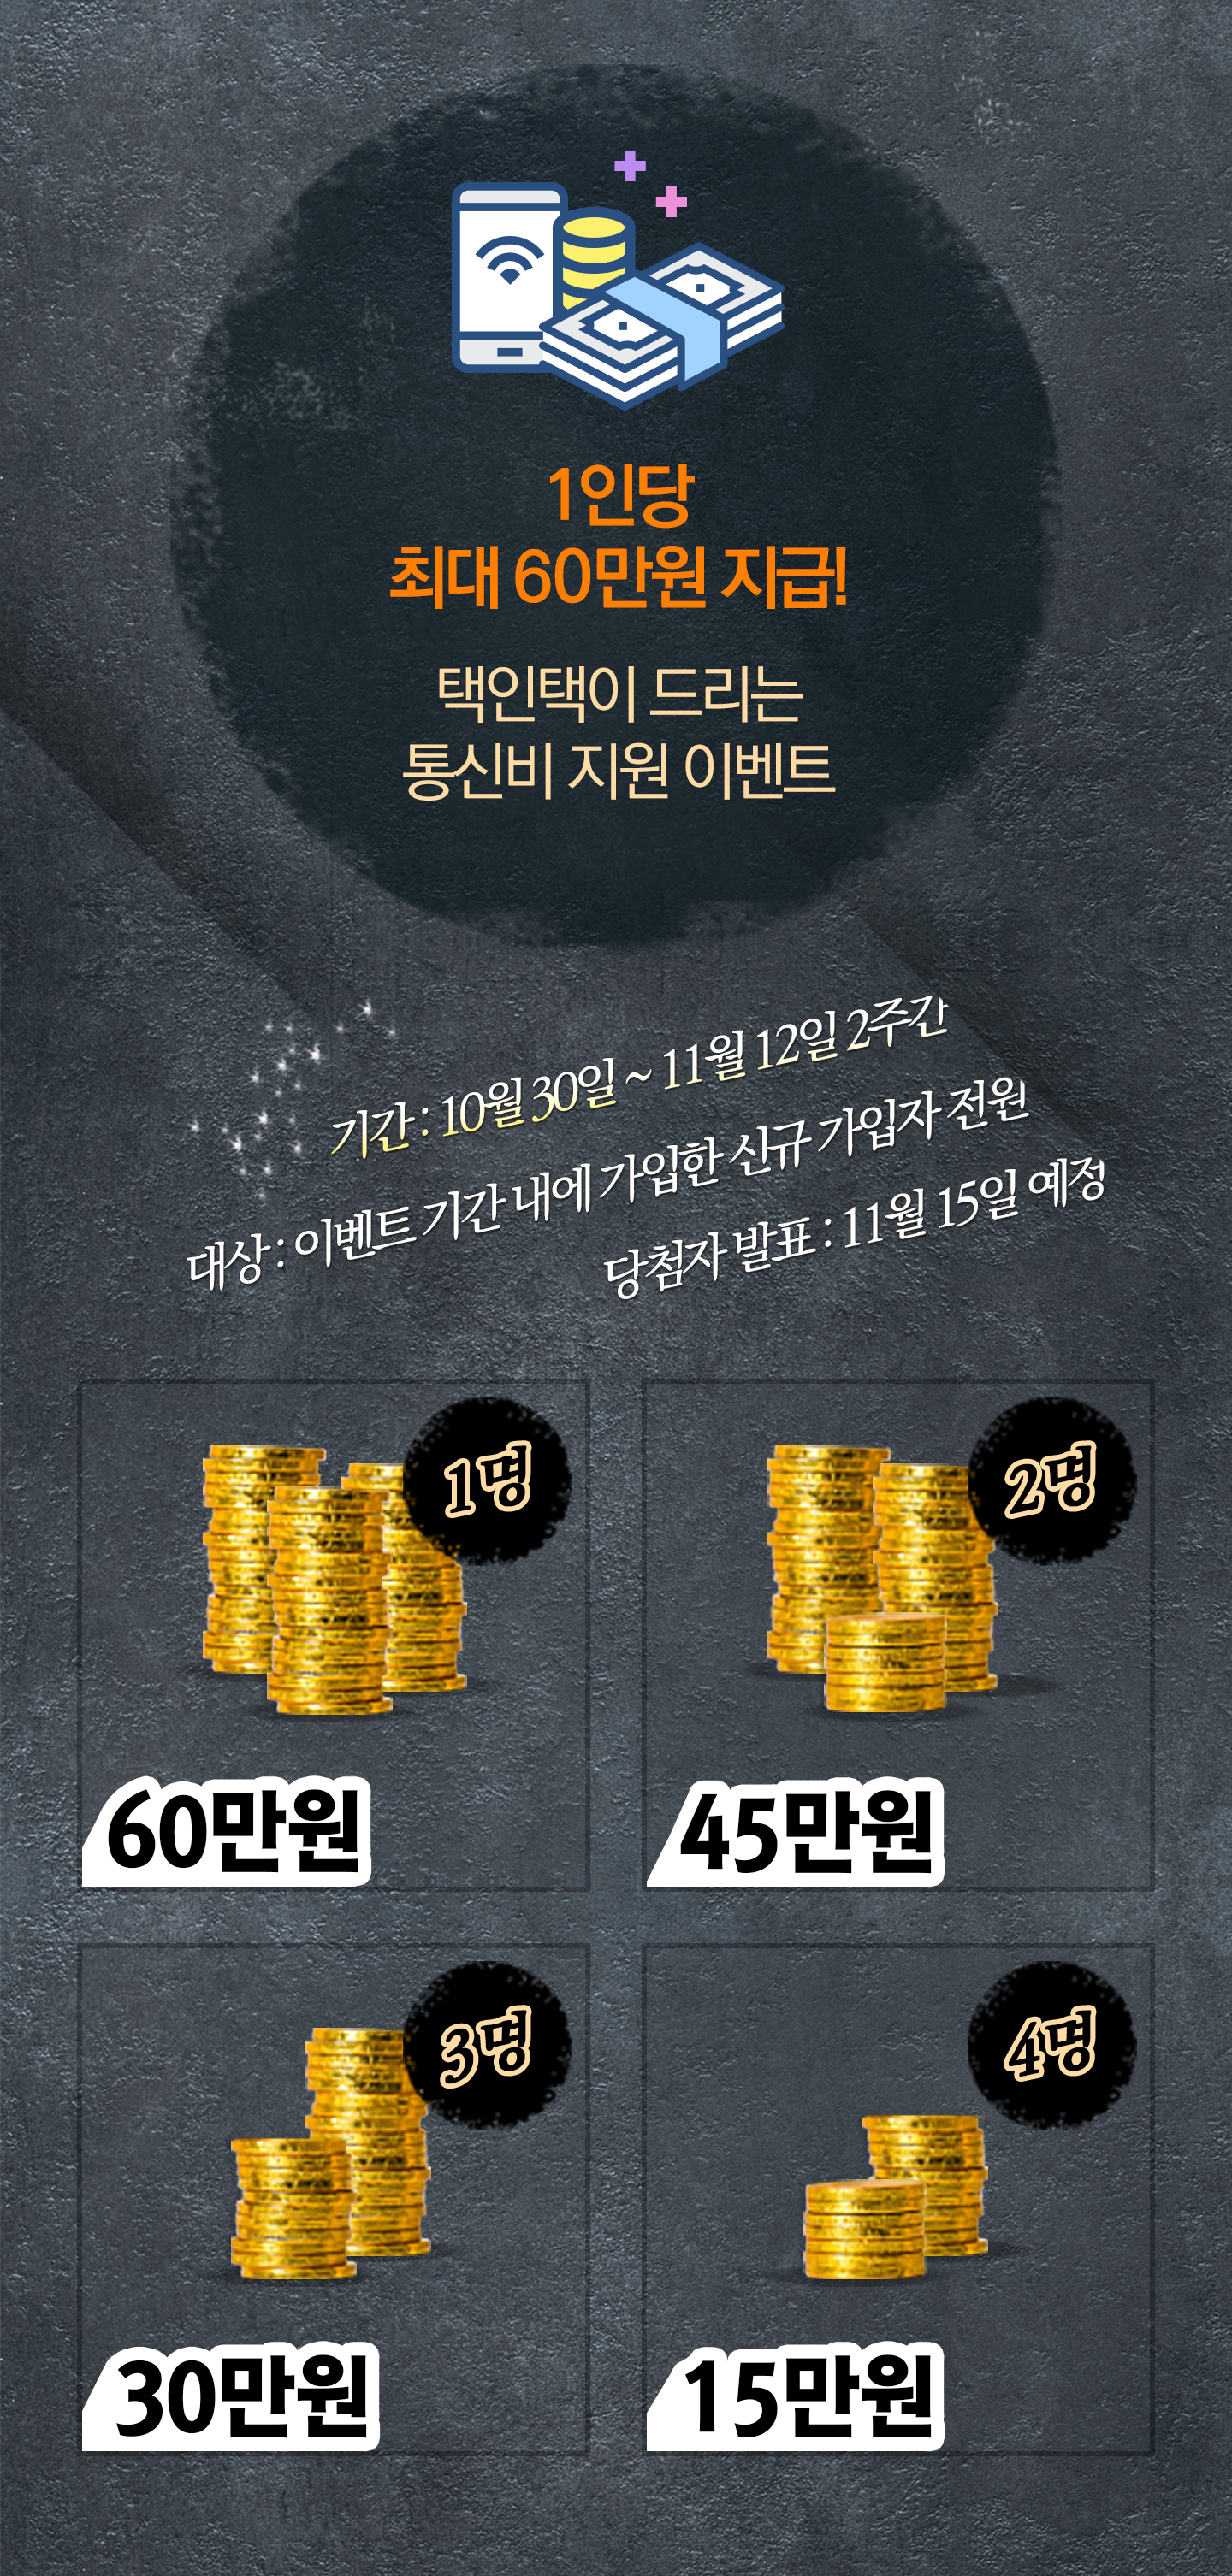 1인당
최대 60만원 지급!
택인택이 드리는
통신비 지원 이벤트
기간 : 10월 30일 ~ 11월 12일 2주간
대상 : 이벤트 기간 내에 가입한 신규 가입자 전원
당첨자 발표 : 11월 15일 예정
1명
60만원
2명
45만원
3명
30만원
4명
15만원